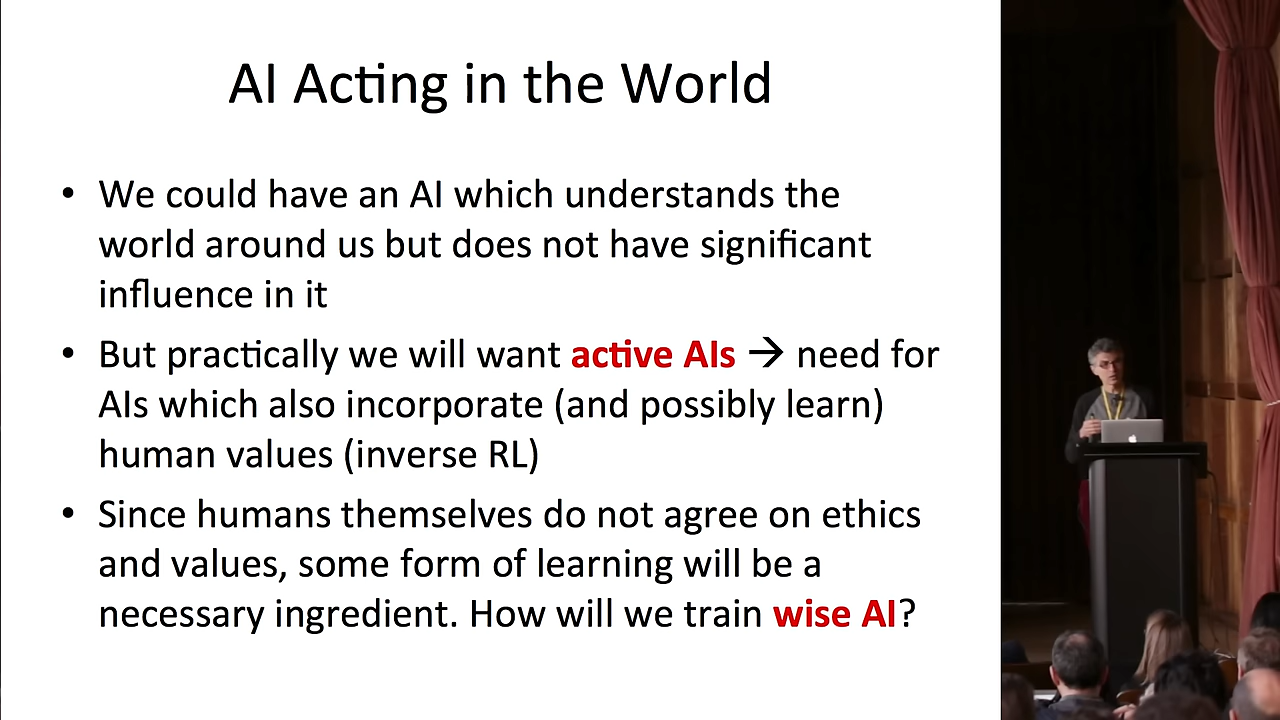 AI Acting in the World
• We could have an AI which understands the
world around us but does not have significant
influence in it
• But practically we will want active AIs → need for
AIs which also incorporate (and possibly learn)
human values (inverse RL)
• Since humans themselves do not agree on ethics
and values, some form of learning will be a
necessary ingredient. How will we train wise AI?